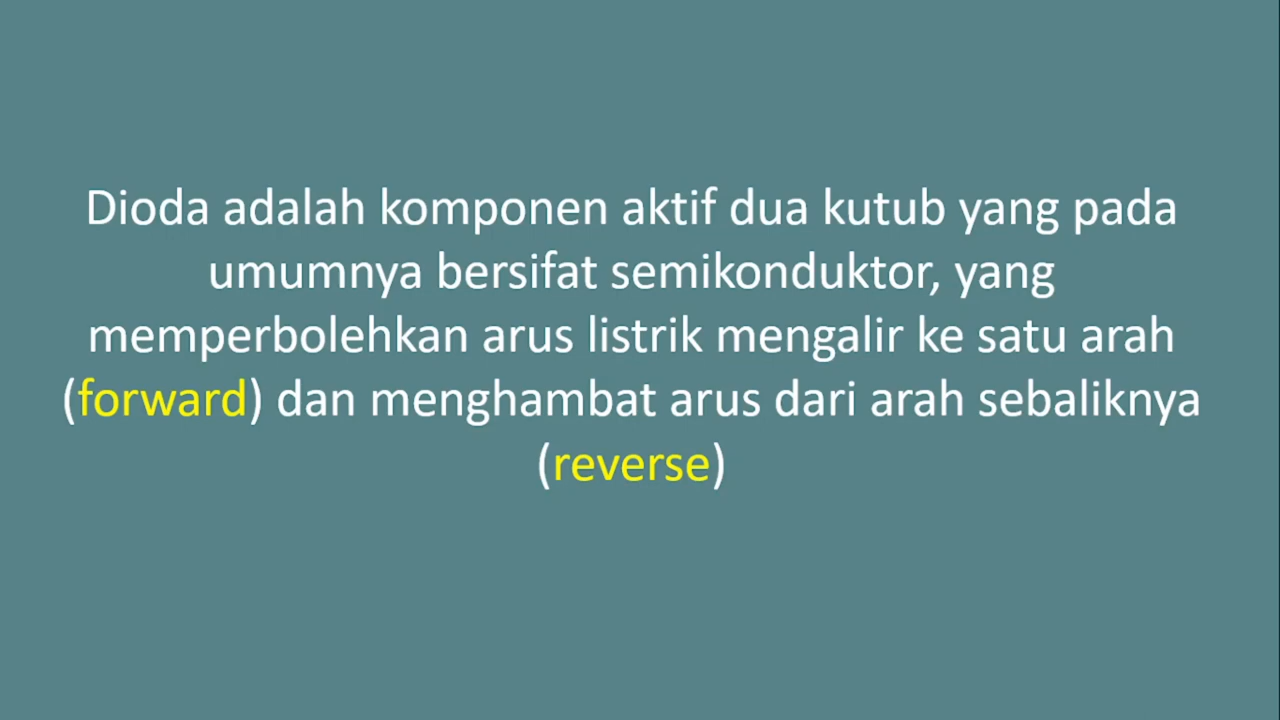 Dioda adalah komponen aktif dua kutub yang pada
umumnya bersifat semikonduktor, yang
memperbolehkan arus listrik mengalir ke satu arah
(forward) dan menghambat arus dari arah sebaliknya
(reverse)